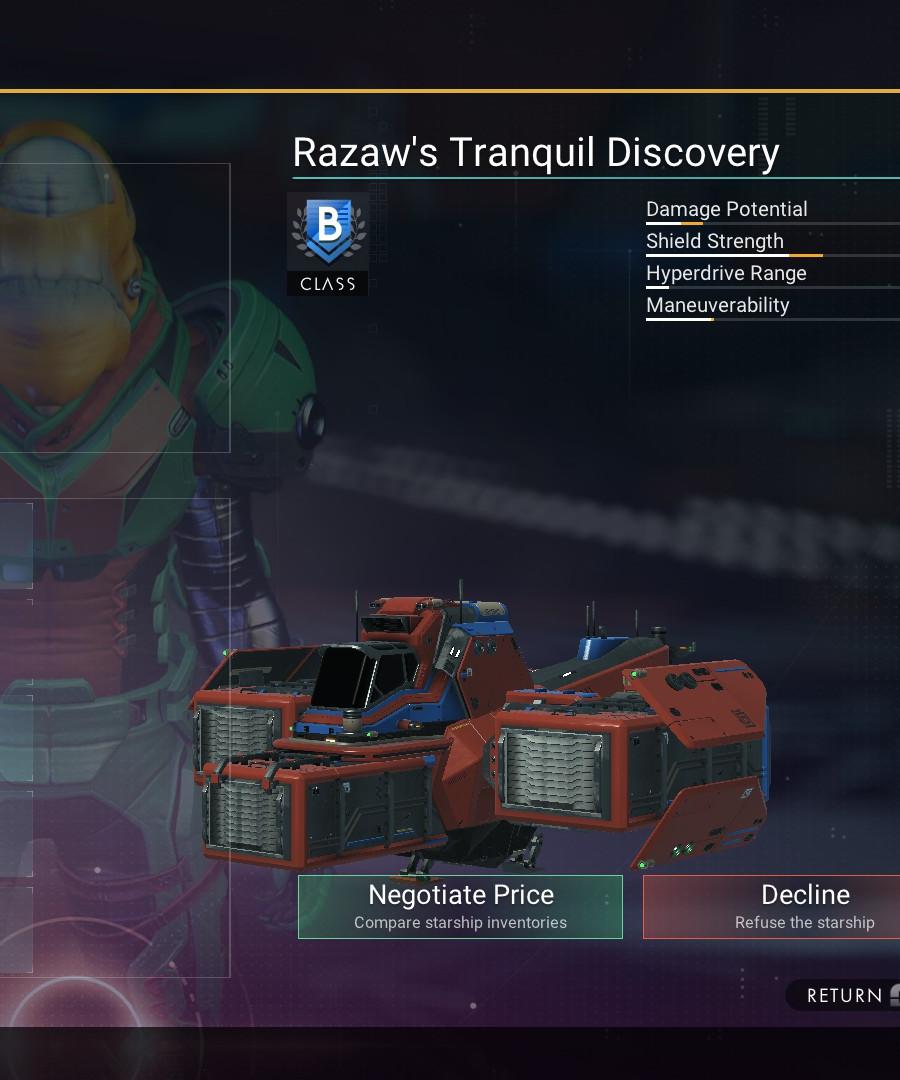 Razaw's Tranquil Discovery
B
CLASS
Damage Potential
Shield Strength
Hyperdrive Range
Maneuverability
Negotiate Price
Compare starship inventories
Decline
Refuse the starship
RETURN